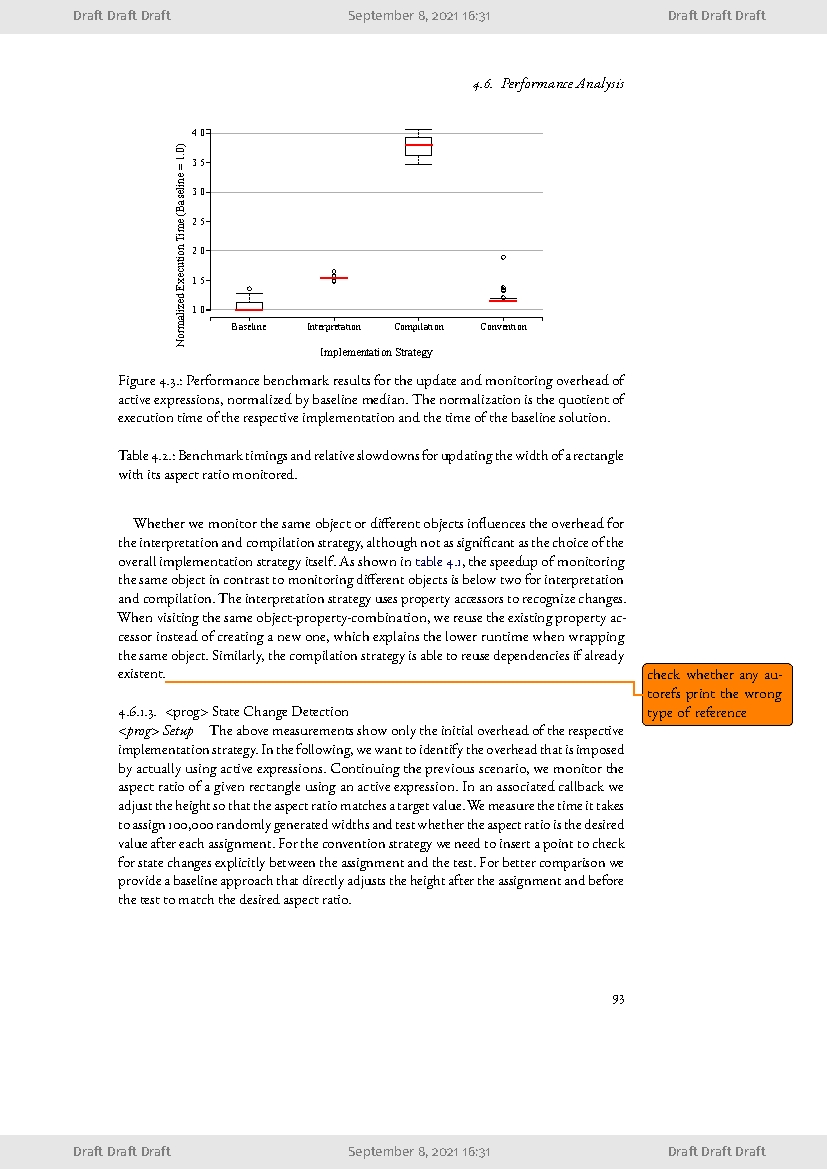 Draft Draft Draft September 8, 2021 16:31 Draft Draft Draft
4.6. Performance Analysis
Normalized Execution Time (Baseline = 1.0)
4 0
3 5
3 0
2 5
2 0
1 5
1 0
Baseline Interpretation Compilation Convention
Implementation Strategy
Figure 4.3.: Performance benchmark results for the update and monitoring overhead of
active expressions, normalized by baseline median. The normalization is the quotient of
execution time of the respective implementation and the time of the baseline solution.
Table 4.2.: Benchmark timings and relative slowdowns for updating the width of a rectangle
with its aspect ratio monitored.
Whether we monitor the same object or different objects influences the overhead for
the interpretation and compilation strategy, although not as significant as the choice of the
overall implementation strategy itself. As shown in table 4.1, the speedup of monitoring
the same object in contrast to monitoring different objects is below two for interpretation
and compilation. The interpretation strategy uses property accessors to recognize changes.
When visiting the same object-property-combination, we reuse the existing property ac-
cessor instead of creating a new one, which explains the lower runtime when wrapping
the same object. Similarly, the compilation strategy is able to reuse dependencies if already
existent.
check whether any au-
torefs print the wrong
type of reference
4.6.1.3. <prog> State Change Detection
<prog> Setup The above measurements show only the initial overhead of the respective
implementation strategy. In the following, we want to identify the overhead that is imposed
by actually using active expressions. Continuing the previous scenario, we monitor the
aspect ratio of a given rectangle using an active expression. In an associated callback we
adjust the height so that the aspect ratio matches a target value. We measure the time it takes
to assign 100,000 randomly generated widths and test whether the aspect ratio is the desired
value after each assignment. For the convention strategy we need to insert a point to check
for state changes explicitly between the assignment and the test. For better comparison we
provide a baseline approach that directly adjusts the height after the assignment and before
the test to match the desired aspect ratio.
93
Draft Draft Draft September 8, 2021 16:31 Draft Draft Draft